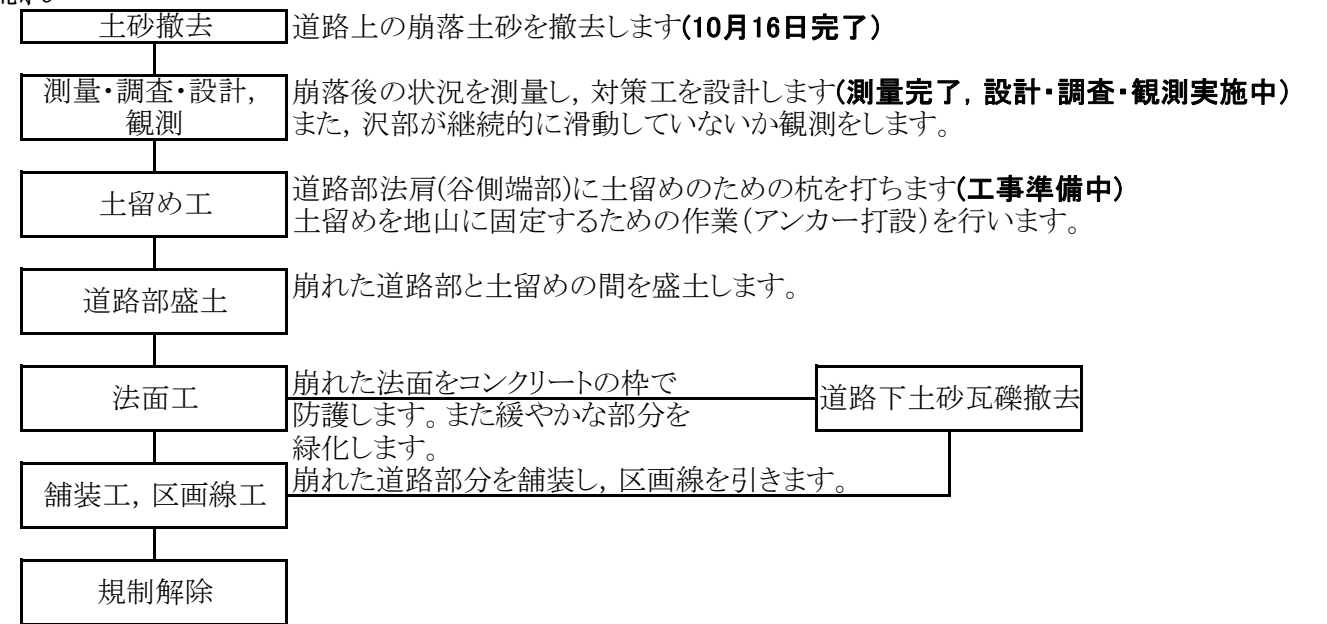 土砂撤去
道路上の崩落土砂を撤去します(10月16日完了)
測量・調査・設計,
観測
崩落後の状況を測量し, 対策工を設計します(測量完了, 設計・調査・観測実施中)
また, 沢部が継続的に滑動していないか観測をします。
土留め工
道路部法肩(谷側端部)に土留めのための杭を打ちます(工事準備中)
土留めを地山に固定するための作業(アンカー打設)を行います。
道路部盛土
崩れた道路部と土留めの間を盛土します。
法面工
崩れた法面をコンクリートの枠で
防護します。また緩やかな部分を
緑化します。
道路下土砂瓦礫撤去
舗装工, 区画線工
崩れた道路部分を舗装し, 区画線を引きます。
規制解除